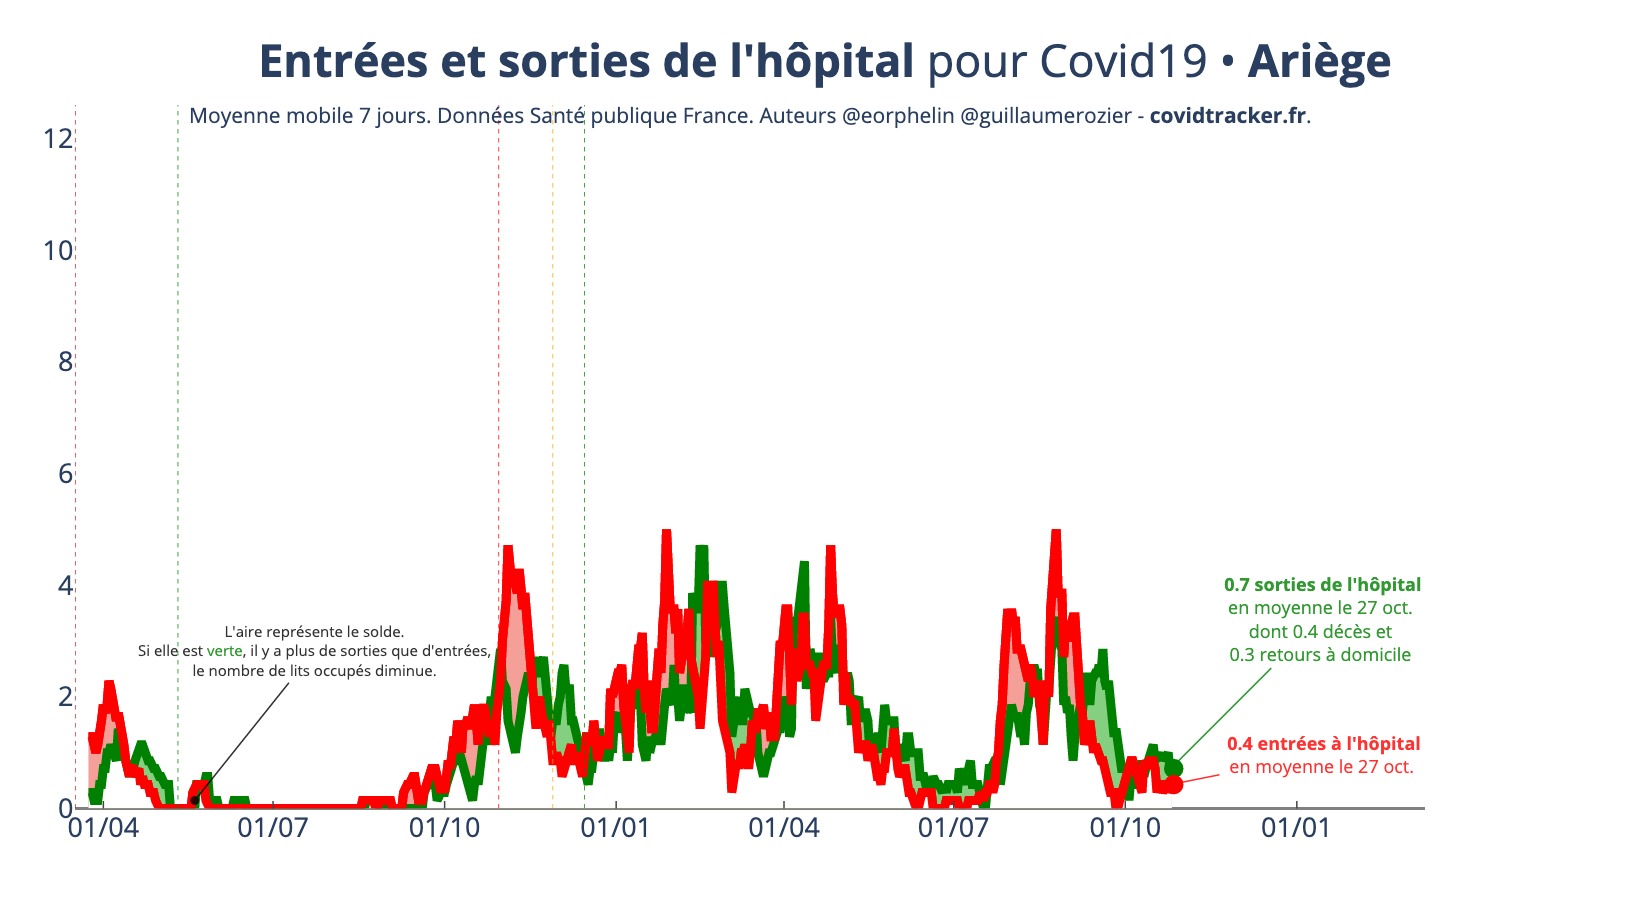 Entrées et sorties de l'hôpital pour Covid19 • Ariège
Moyenne mobile 7 jours. Données Santé publique France. Auteurs @eorphelin @guillaumerozier - covidtracker.fr.
12
10
8
6
4
2
0
L'aire représente le solde.
Si elle est verte, il y a plus de sorties que d'entrées,
le nombre de lits occupés diminue.
0.7 sorties de l'hôpital
en moyenne le 27 oct.
dont 0.4 décès et
0.3 retours à domicile
0.4 entrées à l'hôpital
en moyenne le 27 oct.
01/04 01/07 01/10 01/01 01/04 01/07 01/10 01/01